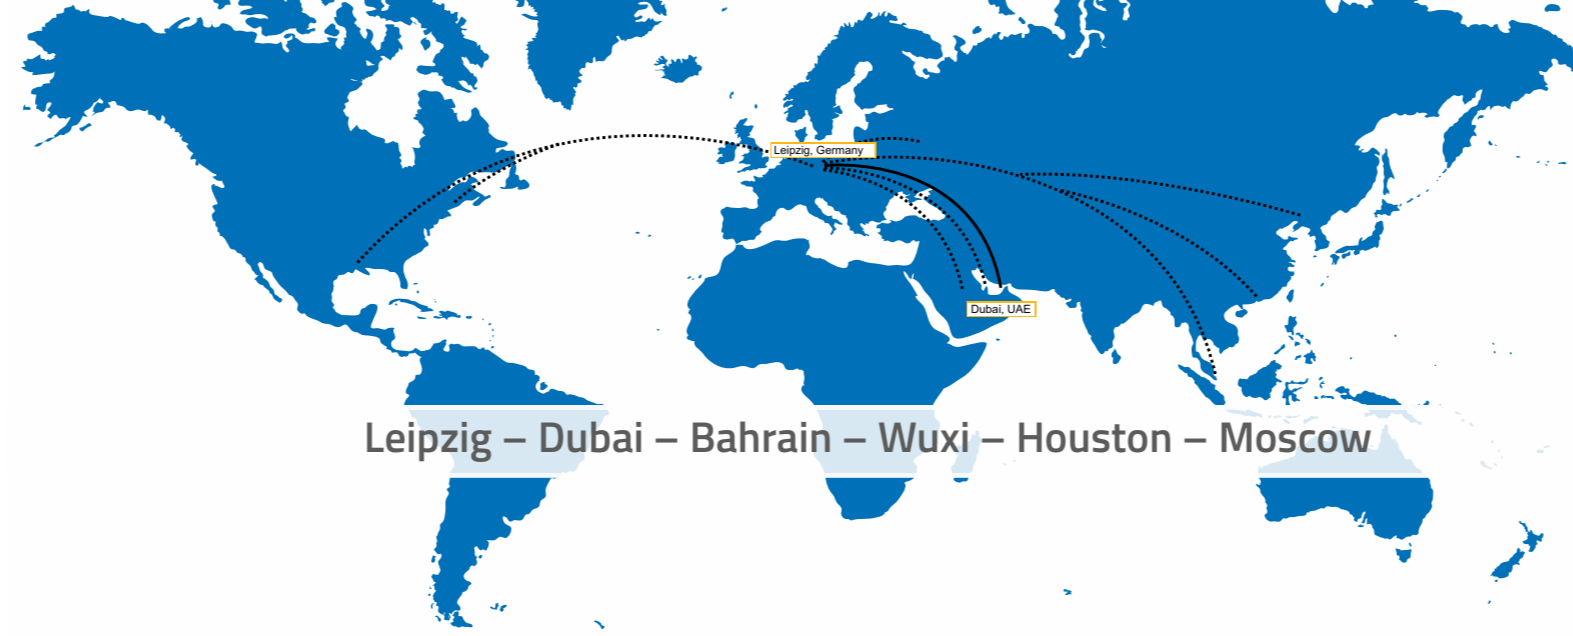 Leipzig, Germany
Dubai, UAE
Leipzig – Dubai – Bahrain – Wuxi – Houston – Moscow